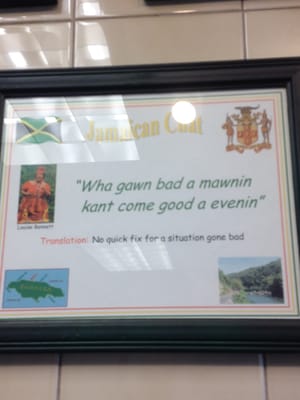 Jamaican Chat
"Wha gawn bad a mawnin
kant come good a evenin"
Louise Bennett
Translation: No quick fix for a situation gone bad